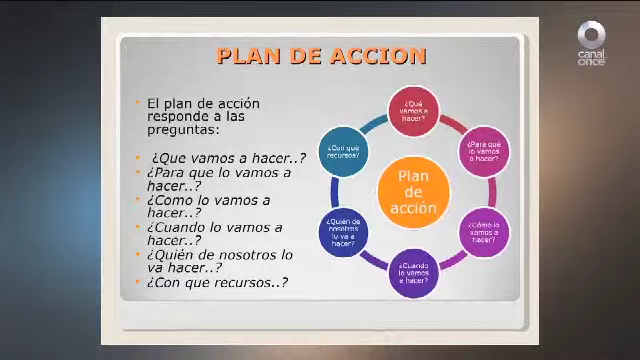 PLAN DE ACCION
canal
once
El plan de acción
responde a las
preguntas:
¿Que vamos a hacer..?
¿Para que lo vamos a
hacer..?
¿Como lo vamos a
hacer..?
¿Cuando lo vamos a
hacer..?
¿Quién de nosotros lo
va hacer..?
¿Con que recursos..?
¿Qué
vamos a
hacer?
¿Para qué
lo vamos
a hacer?
¿Cómo lo
vamos a
hacer?
¿Cuando
lo vamos
a hacer?
¿Quién de
nosotros
lo va a
hacer?
¿Con que
recursos?
Plan
de
acción